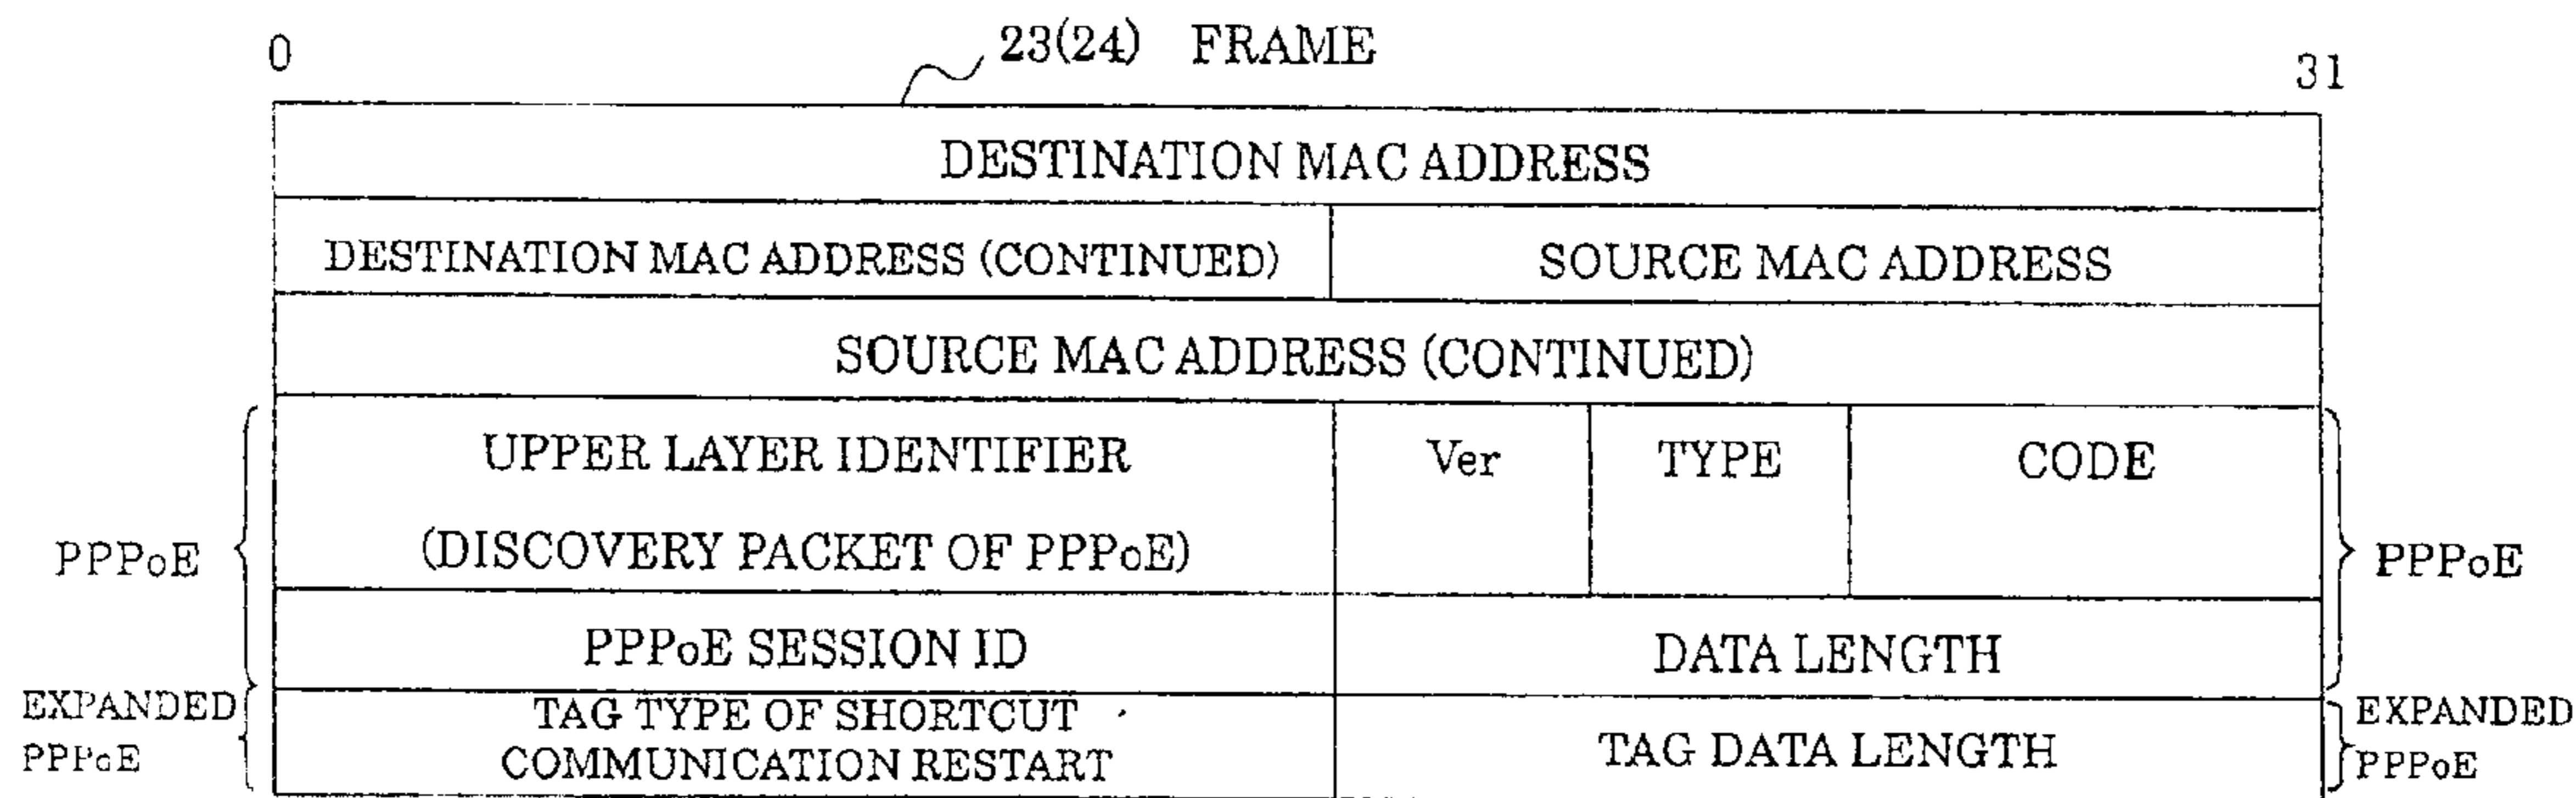 0
23(24) FRAME
31
DESTINATION MAC ADDRESS
DESTINATION MAC ADDRESS (CONTINUED)
SOURCE MAC ADDRESS
SOURCE MAC ADDRESS (CONTINUED)
UPPER LAYER IDENTIFIER
(DISCOVERY PACKET OF PPPoE)
Ver
TYPE
CODE
PPPoE
PPPoE
PPPoE SESSION ID
DATA LENGTH
EXPANDED
PPPoE
TAG TYPE OF SHORTCUT
COMMUNICATION RESTART
TAG DATA LENGTH
EXPANDED
PPPoE